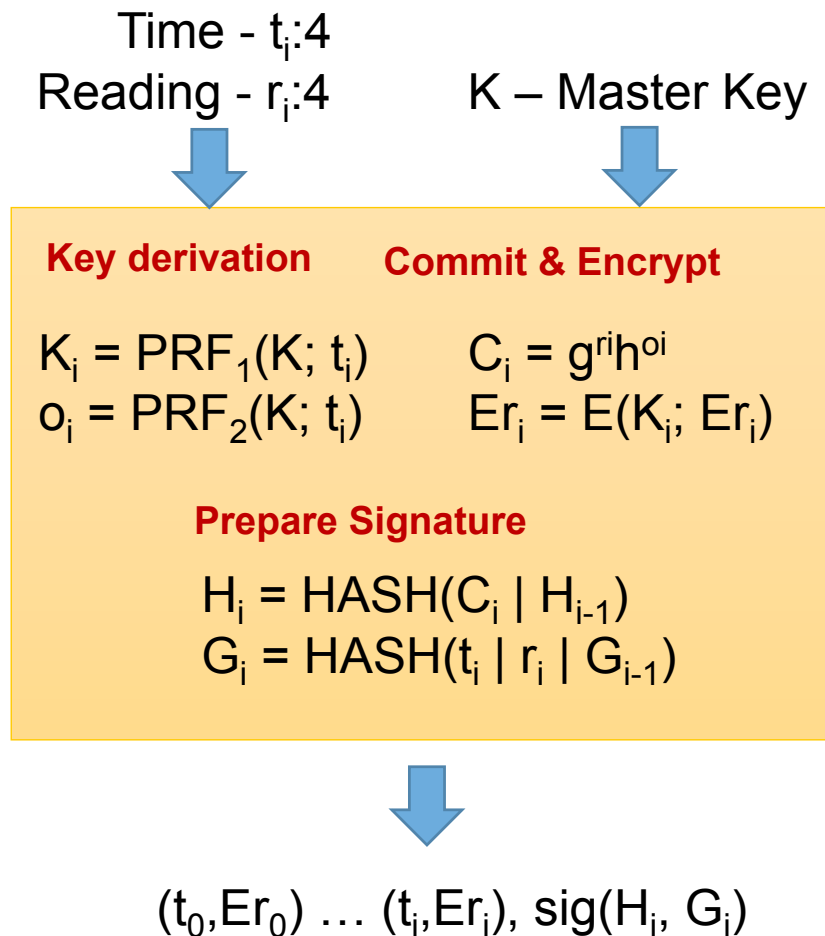 Time - tᵢ:4
Reading - rᵢ:4
K – Master Key
Key derivation
Kᵢ = PRF₁(K; tᵢ)
oᵢ = PRF₂(K; tᵢ)
Commit & Encrypt
Cᵢ = gʳⁱhᵒⁱ
Erᵢ = E(Kᵢ; Erᵢ)
Prepare Signature
Hᵢ = HASH(Cᵢ | Hᵢ₋₁)
Gᵢ = HASH(tᵢ | rᵢ | Gᵢ₋₁)
(t₀,Er₀) … (tᵢ,Erᵢ), sig(Hᵢ, Gᵢ)